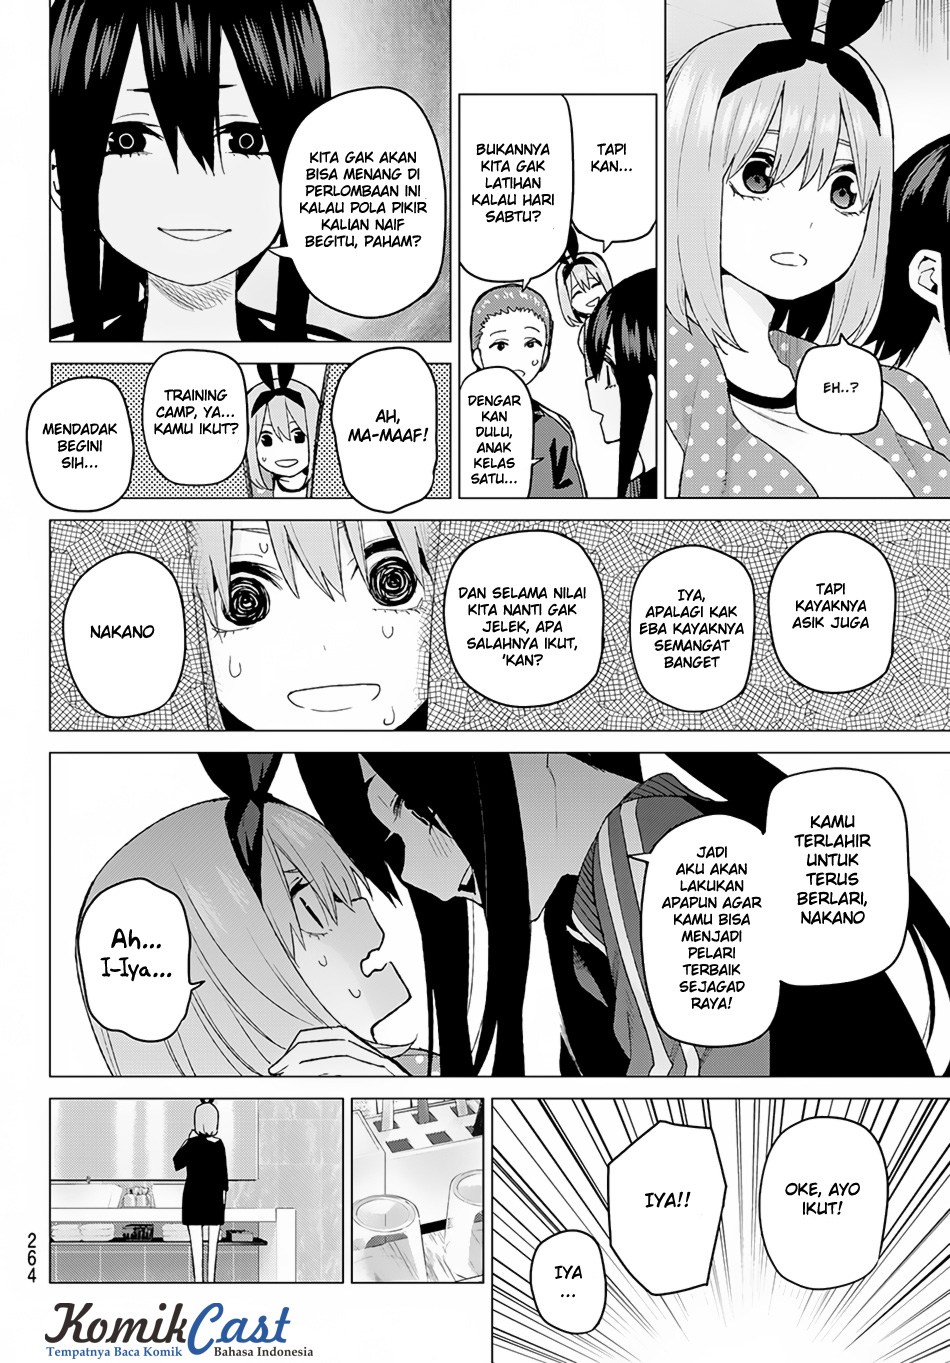 EH..?
TAPI
KAN...
BUKANNYA
KITA GAK
LATIHAN
KALAU HARI
SABTU?
DENGAR
KAN
DULU,
ANAK
KELAS
SATU...
KITA GAK AKAN
BISA MENANG DI
PERLOMBAAN INI
KALAU POLA PIKIR
KALIAN NAIF
BEGITU, PAHAM?
AH,
MA-MAAF!
TRAINING
CAMP, YA...
KAMU IKUT?
MENDADAK
BEGINI
SIH...
TAPI
KAYAKNYA
ASIK JUGA
IYA,
APALAGI KAK
EBA KAYAKNYA
SEMANGAT
BANGET
DAN SELAMA NILAI
KITA NANTI GAK
JELEK, APA
SALAHNYA IKUT,
'KAN?
NAKANO
KAMU
TERLAHIR
UNTUK
TERUS
BERLARI,
NAKANO
JADI
AKU AKAN
LAKUKAN
APAPUN AGAR
KAMU BISA
MENJADI
PELARI
TERBAIK
SEJAGAD
RAYA!
Ah...
I-Iya...
OKE, AYO
IKUT!
IYA!!
IYA
...
264
KomikCast
Tempatnya Baca Komik Bahasa Indonesia